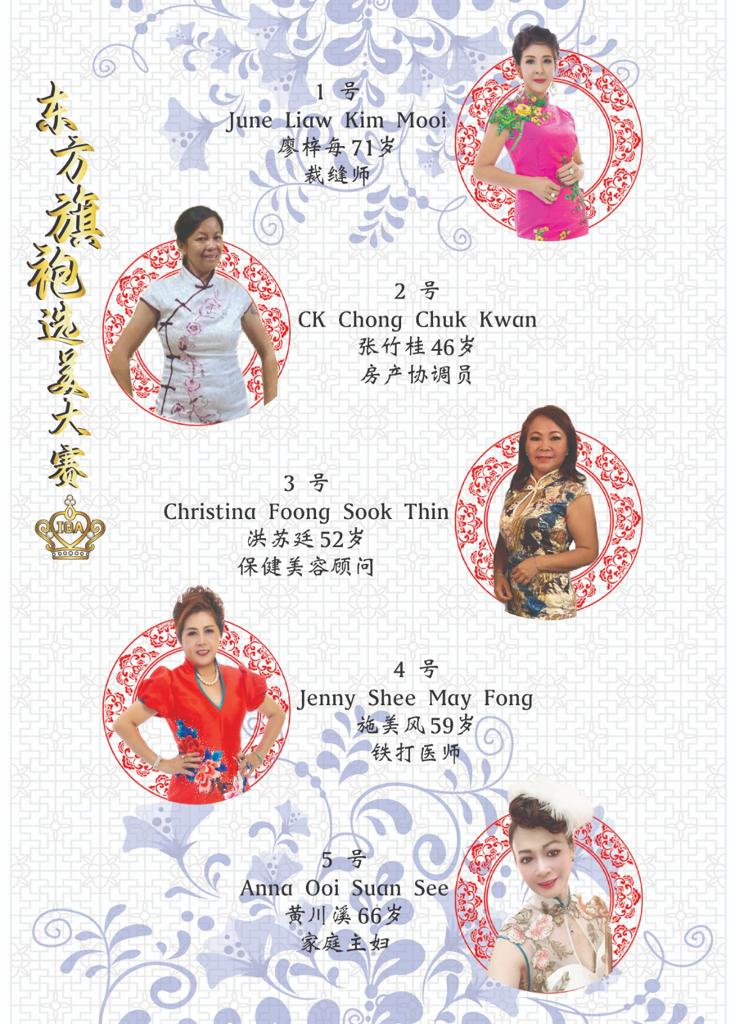 东方旗袍选美大赛
IBA
1 号
June Liaw Kim Mooi
廖梓每 71岁
裁缝师
2 号
CK Chong Chuk Kwan
张竹桂 46岁
房产协调员
3 号
Christina Foong Sook Thin
洪苏廷 52岁
保健美容顾问
4 号
Jenny Shee May Fong
施美风 59岁
铁打医师
5 号
Anna Ooi Suan See
黄川溪 66岁
家庭主妇